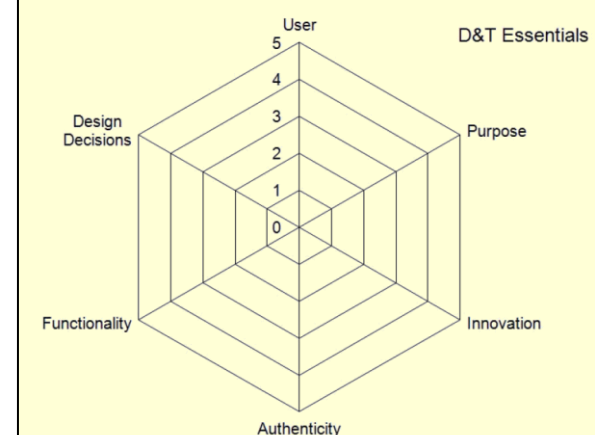 User
D&T Essentials
5
4
3
2
1
0
Design
Decisions
Purpose
Functionality
Innovation
Authenticity